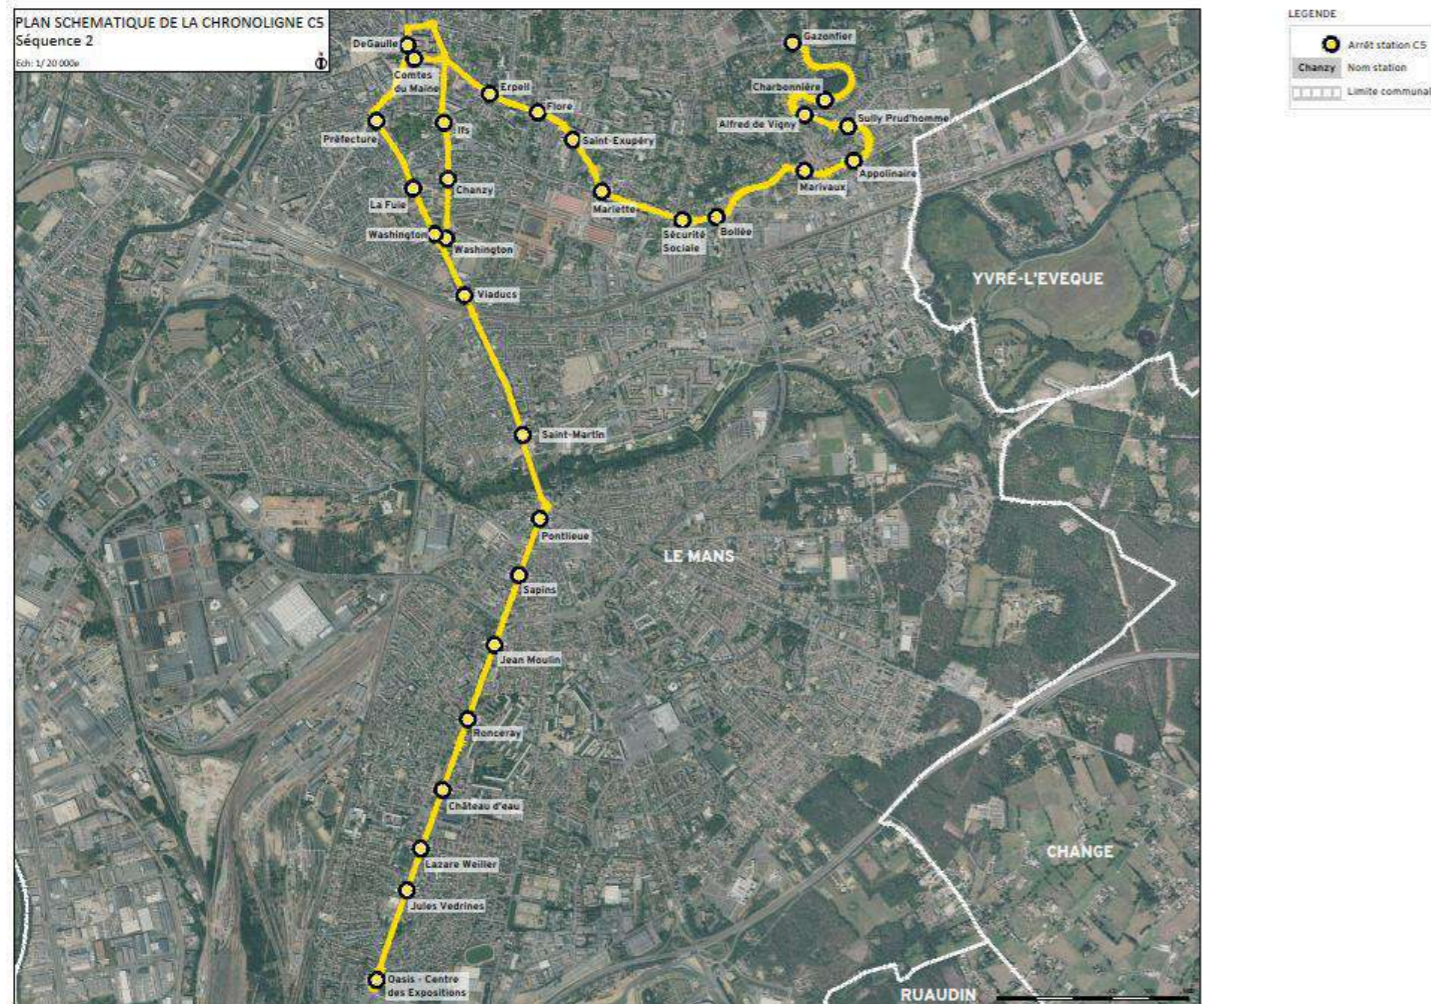 PLAN SCHEMATIQUE DE LA CHRONOLIGNE C5
Séquence 2
Ech: 1/ 20 000e
LEGENDE
Arrêt station C5
Chanzy
Nom station
Limite communal
DeGaulle
Comtes
du Maine
Préfecture
Ifs
Erpell
Flore
Saint-Exupéry
Gazonfier
Charbonnière
Alfred de Vigny
Sully Prud'homme
Appolinaire
Marivaux
Mariette
Sécurité
Sociale
Bollée
Chanzy
La Fuie
Washington
Washington
Viaducs
YVRE-L'EVEQUE
Saint-Martin
Pontlieue
LE MANS
Sapins
Jean Moulin
Ronceray
Château d'eau
Lazare Weiller
CHANGE
Jules Vedrines
Oasis - Centre
des Expositions
RUAUDIN